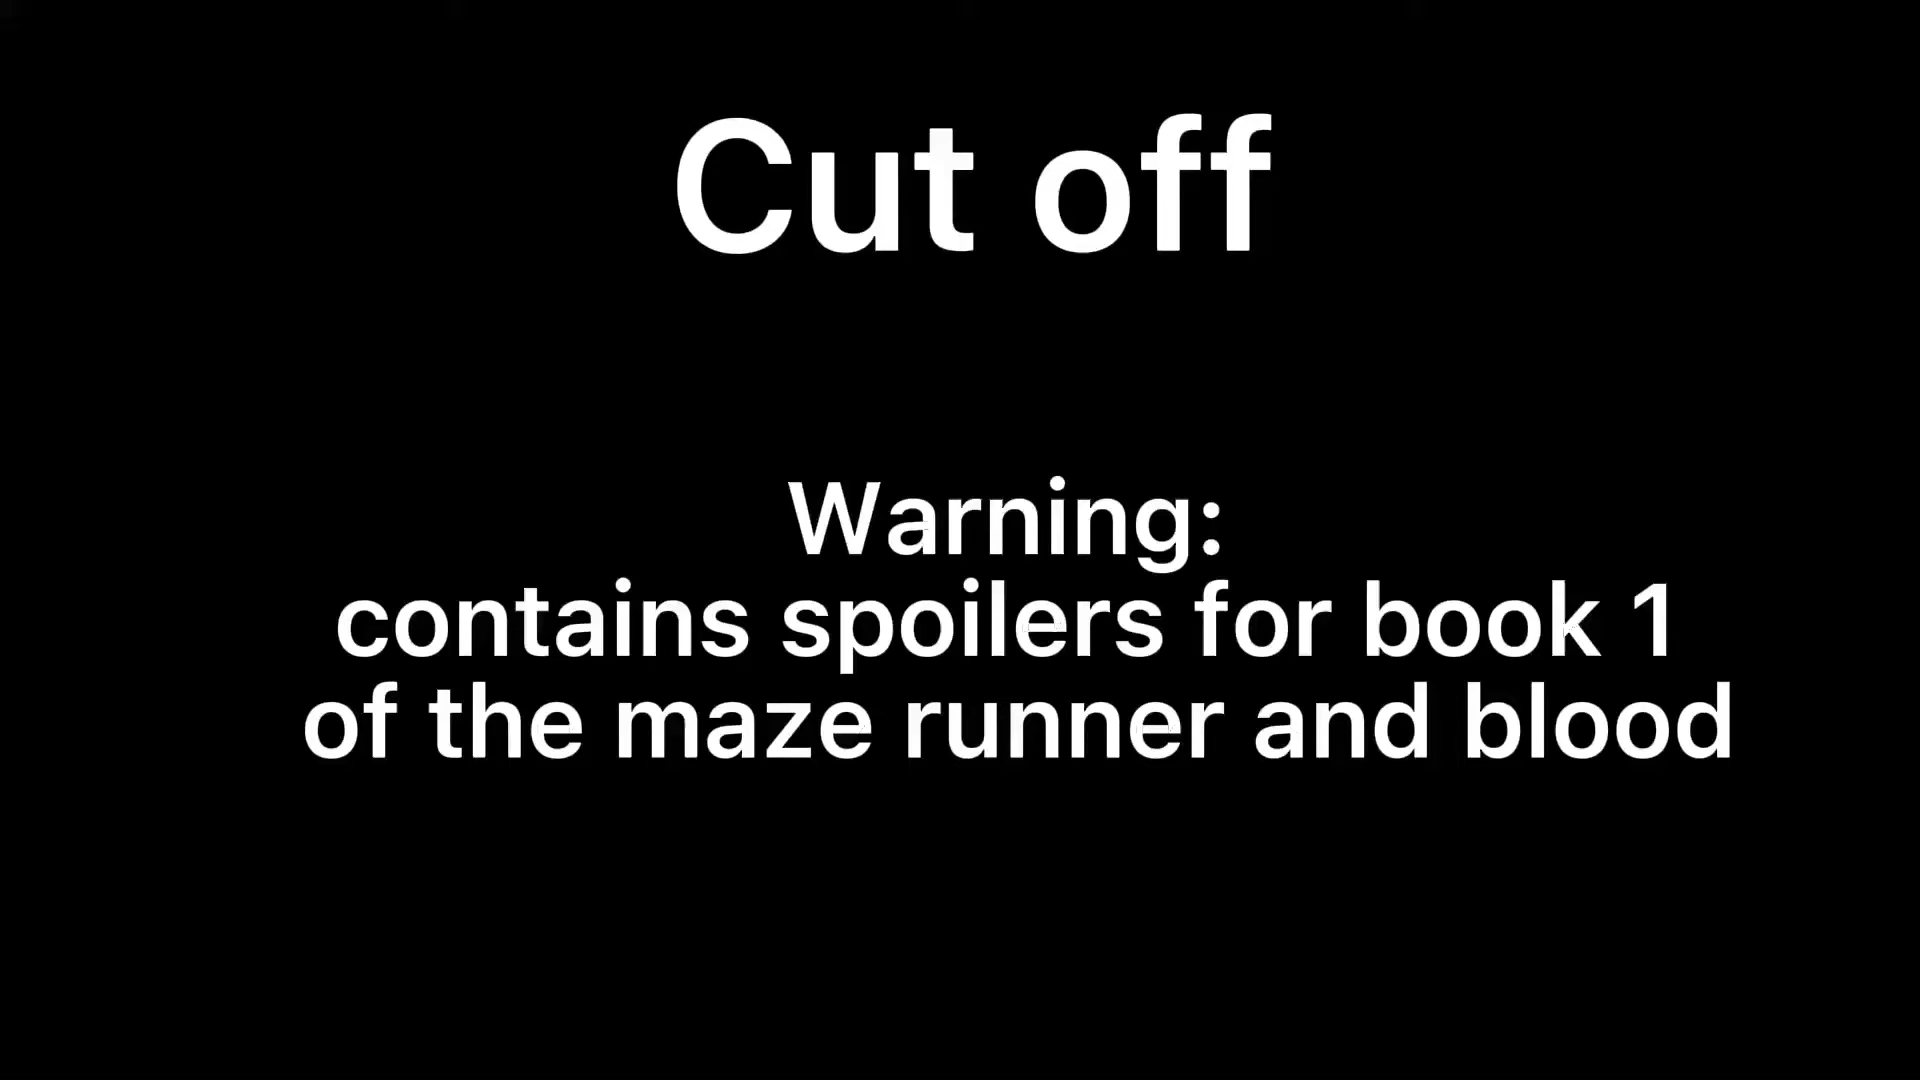 Cut off
Warning:
contains spoilers for book 1
of the maze runner and blood